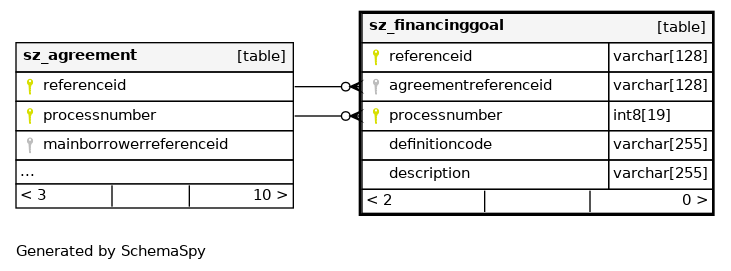 sz_agreement [table]
referenceid
processnumber
mainborrowerreferenceid
...
< 3 10 >
sz_financinggoal [table]
referenceid varchar[128]
agreementreferenceid varchar[128]
processnumber int8[19]
definitioncode varchar[255]
description varchar[255]
< 2 0 >
Generated by SchemaSpy